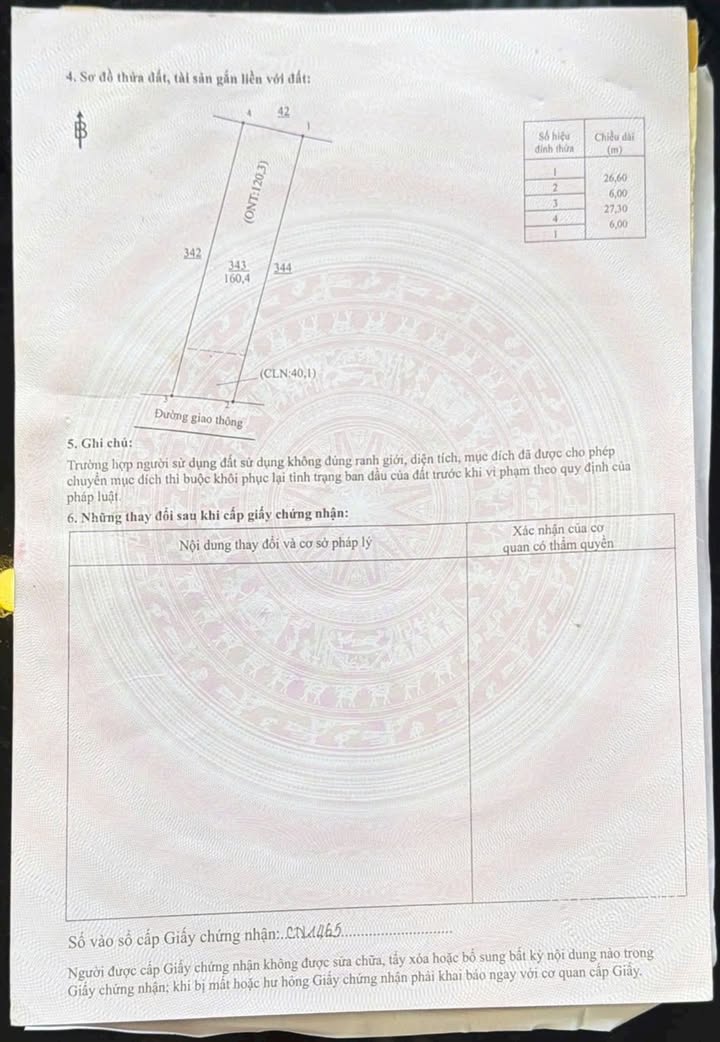 4. Sơ đồ thửa đất, tài sản gắn liền với đất:
B
4 42 1
(ONT:120,3)
342
343
160,4
344
(CLN:40,1)
3 2
Đường giao thông
Số hiệu đỉnh thửa Chiều dài (m)
1
26,60
2
6,00
3
27,30
4
6,00
1
5. Ghi chú:
Trường hợp người sử dụng đất sử dụng không đúng ranh giới, diện tích, mục đích đã được cho phép
chuyển mục đích thì buộc khôi phục lại tình trạng ban đầu của đất trước khi vi phạm theo quy định của
pháp luật.
6. Những thay đổi sau khi cấp giấy chứng nhận:
Nội dung thay đổi và cơ sở pháp lý
Xác nhận của cơ
quan có thẩm quyền
Số vào sổ cấp Giấy chứng nhận:
Người được cấp Giấy chứng nhận không được sửa chữa, tẩy xóa hoặc bổ sung bất kỳ nội dung nào trong
Giấy chứng nhận; khi bị mất hoặc hư hỏng Giấy chứng nhận phải khai báo ngay với cơ quan cấp Giấy.